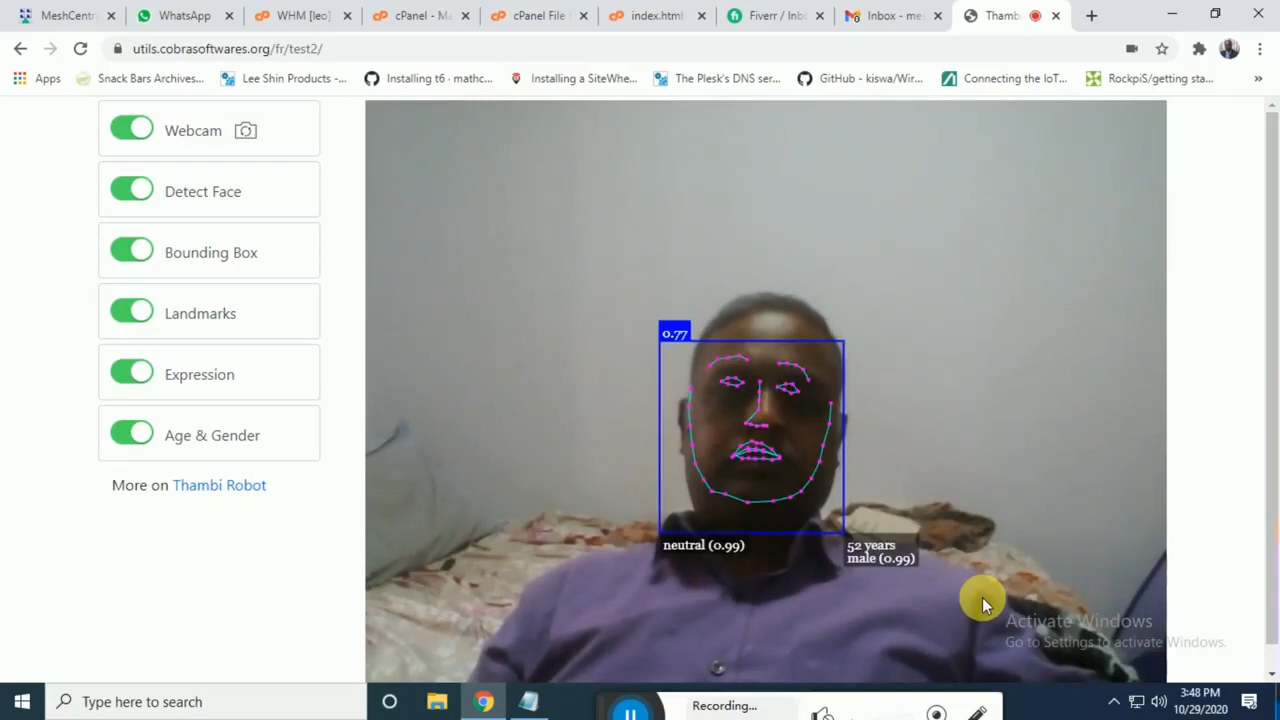 MeshCentr
WhatsApp
WHM [leo]
cPanel - Ma
cPanel File
index.html
Fiverr / Inbo
Inbox - me
Thamb
utils.cobrasoftwares.org/fr/test2/
Apps
Snack Bars Archives...
Lee Shin Products -...
Installing t6 · mathc...
Installing a SiteWhe...
The Plesk's DNS ser...
GitHub - kiswa/Wir...
Connecting the IoT...
RockpiS/getting sta...
»
Webcam
Detect Face
Bounding Box
Landmarks
Expression
Age & Gender
More on Thambi Robot
0.77
neutral (0.99)
52 years
male (0.99)
Activate Windows
Go to Settings to activate Windows.
Type here to search
Recording...
3:48 PM
10/29/2020